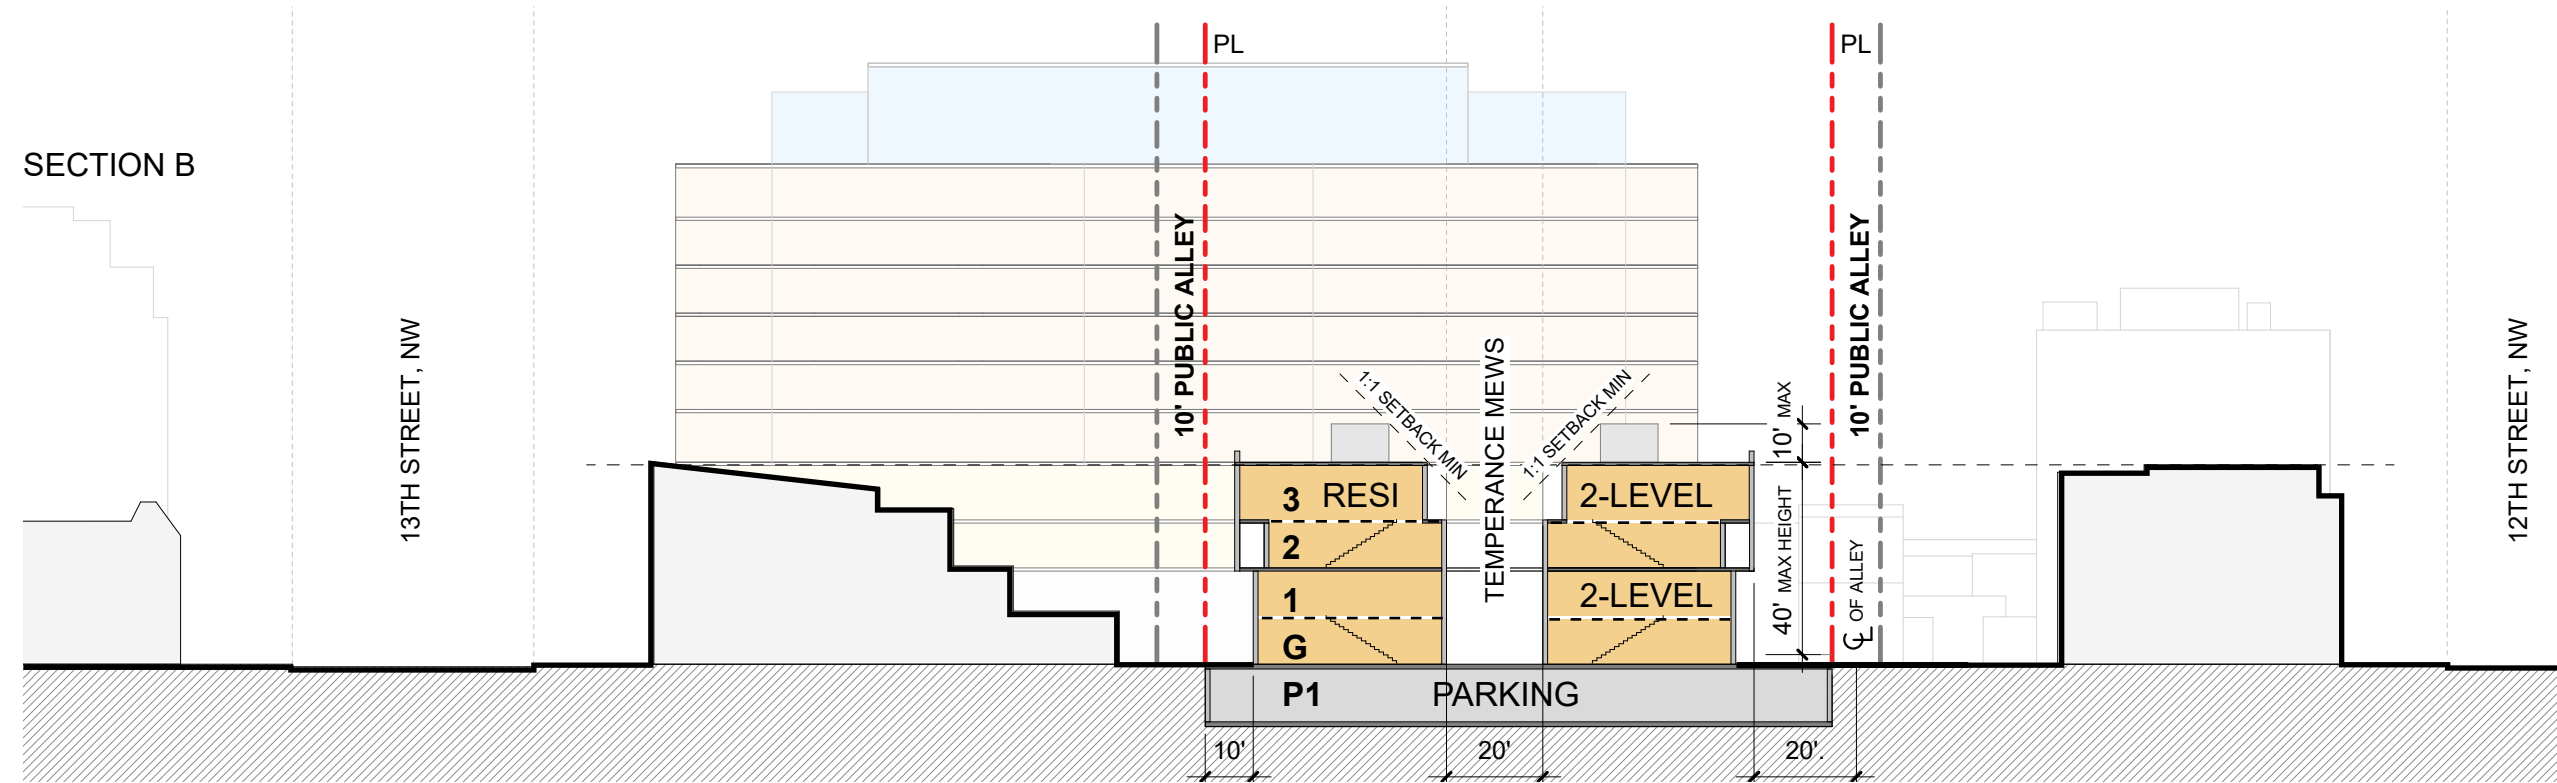 PL
PL
SECTION B
13TH STREET, NW
10' PUBLIC ALLEY
TEMPERANCE MEWS
1:1 SETBACK MIN
1:1 SETBACK MIN
10' MAX
10' PUBLIC ALLEY
12TH STREET, NW
3 RESI
2-LEVEL
2
40' MAX HEIGHT
℄ OF ALLEY
1
2-LEVEL
G
P1 PARKING
10'
20'
20'.